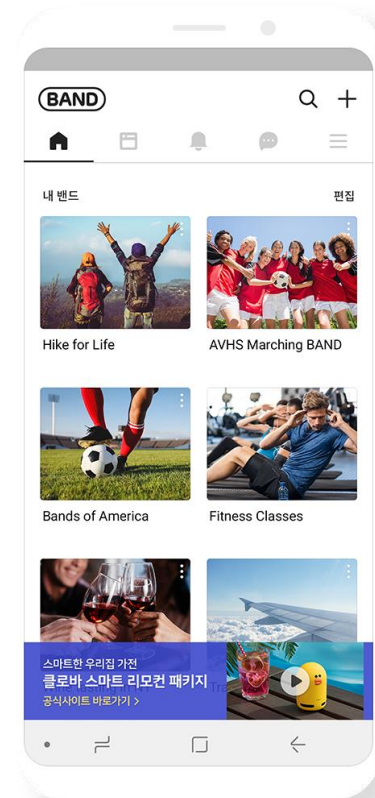 BAND
내 밴드
편집
Hike for Life
AVHS Marching BAND
Bands of America
Fitness Classes
스마트한 우리집 가전
클로바 스마트 리모컨 패키지
공식사이트 바로가기 >